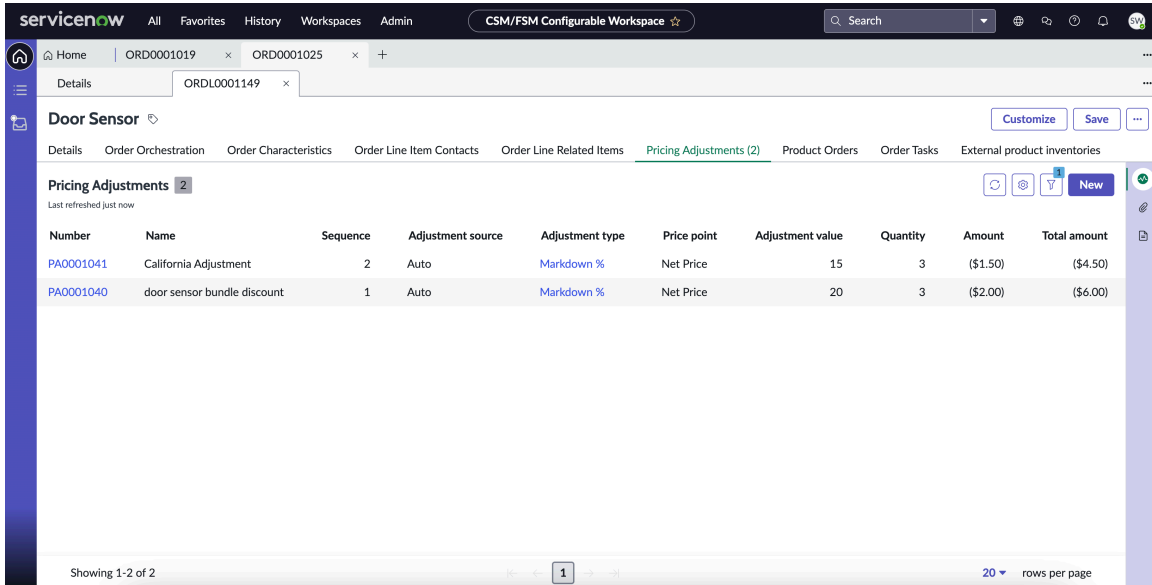 servicenow All Favorites History Workspaces Admin CSM/FSM Configurable Workspace Search SW
Home ORD0001019 × ORD0001025 × +
Details ORDL0001149 ×
Door Sensor Customize Save
Details Order Orchestration Order Characteristics Order Line Item Contacts Order Line Related Items Pricing Adjustments (2) Product Orders Order Tasks External product inventories
Pricing Adjustments 2 1 New
Last refreshed just now
Number Name Sequence Adjustment source Adjustment type Price point Adjustment value Quantity Amount Total amount
PA0001041 California Adjustment 2 Auto Markdown % Net Price 15 3 ($1.50) ($4.50)
PA0001040 door sensor bundle discount 1 Auto Markdown % Net Price 20 3 ($2.00) ($6.00)
Showing 1-2 of 2 1 20 rows per page